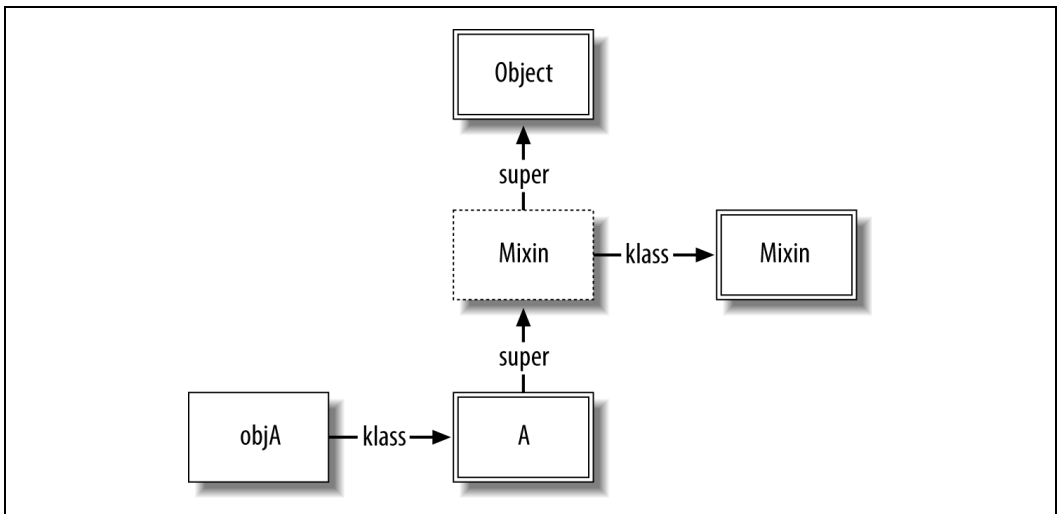 Object
super
Mixin
klass
Mixin
super
objA
klass
A